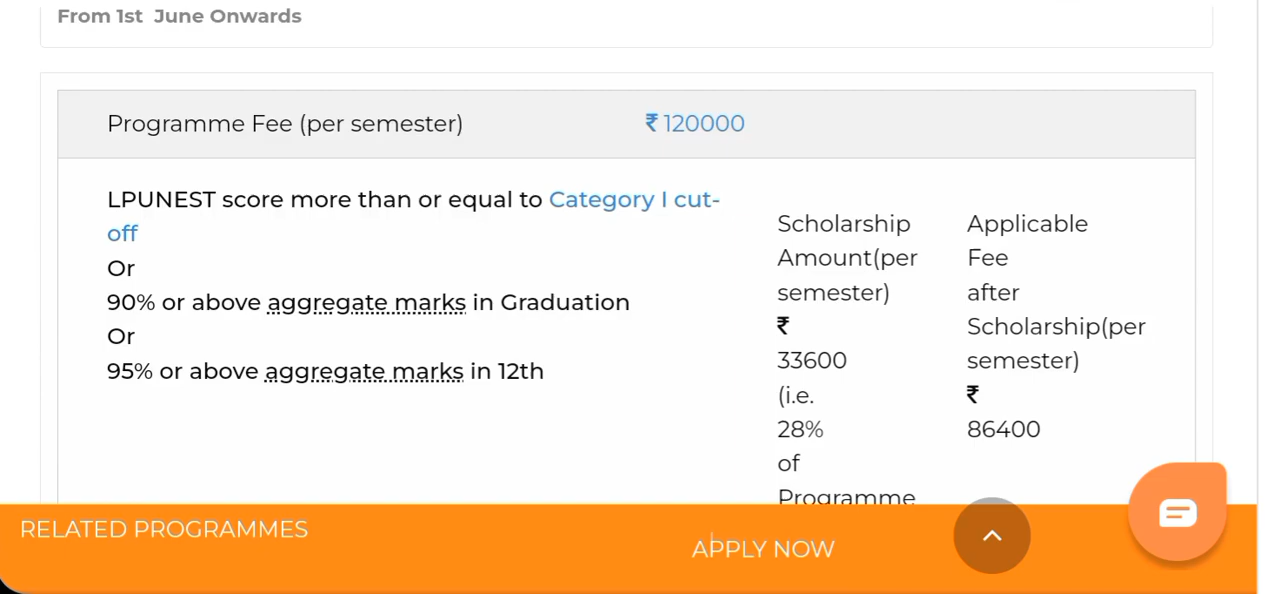 From 1st June Onwards
Programme Fee (per semester)
₹ 120000
LPUNEST score more than or equal to Category I cut-
off
Or
90% or above aggregate marks in Graduation
Or
95% or above aggregate marks in 12th
Scholarship
Amount(per
semester)
₹
33600
(i.e.
28%
of
Programme
Applicable
Fee
after
Scholarship(per
semester)
₹
86400
RELATED PROGRAMMES
APPLY NOW